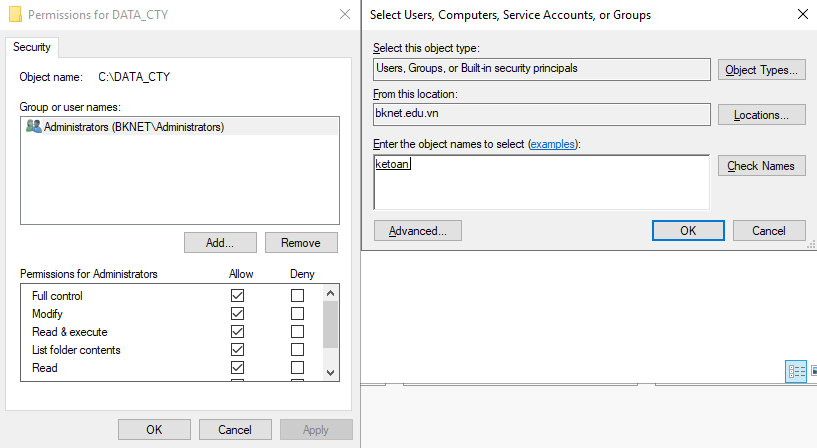 Permissions for DATA_CTY
Security
Object name: C:\DATA_CTY
Group or user names:
Administrators (BKNET\Administrators)
Add...
Remove
Permissions for Administrators Allow Deny
Full control
Modify
Read & execute
List folder contents
Read
OK
Cancel
Apply
Select Users, Computers, Service Accounts, or Groups
Select this object type:
Users, Groups, or Built-in security principals
Object Types...
From this location:
bknet.edu.vn
Locations...
Enter the object names to select (examples):
ketoan
Check Names
Advanced...
OK
Cancel